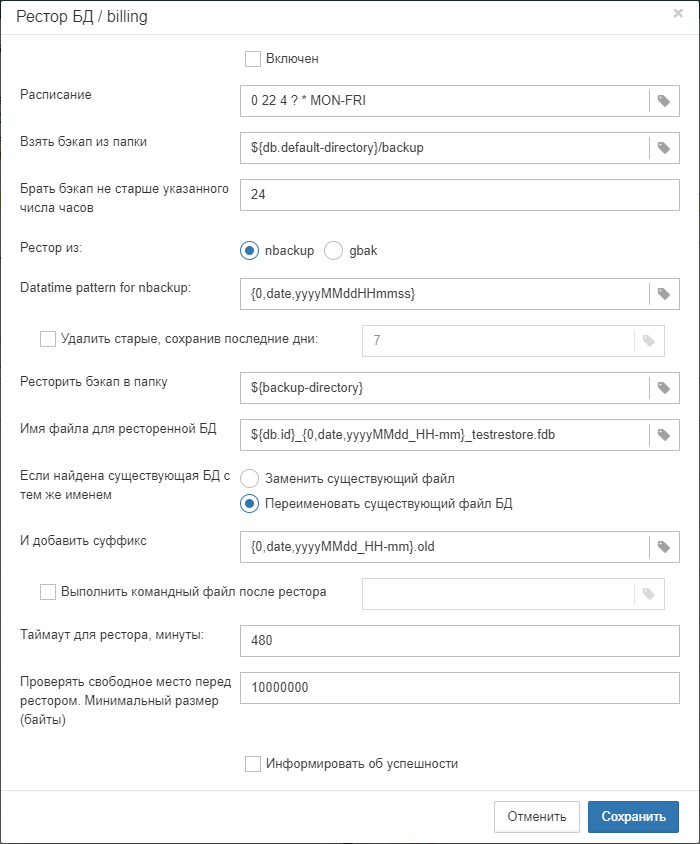 Рестор БД / billing
Включен
Расписание
0 22 4 ? * MON-FRI
Взять бэкап из папки
${db.default-directory}/backup
Брать бэкап не старше указанного
числа часов
24
Рестор из:
nbackup gbak
Datatime pattern for nbackup:
{0,date,yyyyMMddHHmmss}
Удалить старые, сохранив последние дни:
7
Ресторить бэкап в папку
${backup-directory}
Имя файла для ресторенной БД
${db.id}_{0,date,yyyyMMdd_HH-mm}_testrestore.fdb
Если найдена существующая БД с
тем же именем
Заменить существующий файл
Переименовать существующий файл БД
И добавить суффикс
{0,date,yyyyMMdd_HH-mm}.old
Выполнить командный файл после рестора
Таймаут для рестора, минуты:
480
Проверять свободное место перед
рестором. Минимальный размер
(байты)
10000000
Информировать об успешности
Отменить Сохранить